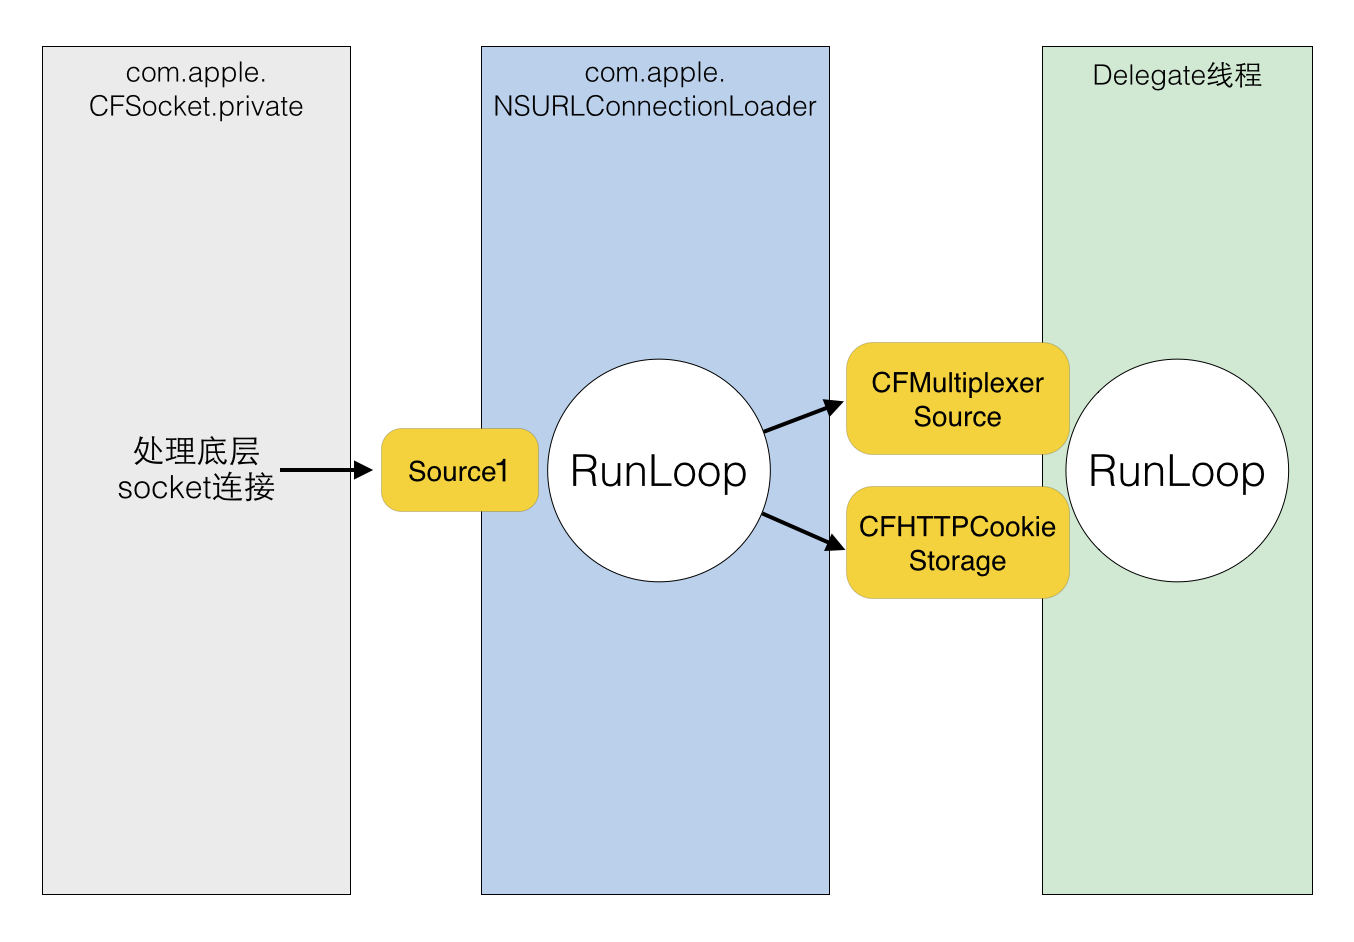 com.apple.
CFSocket.private
com.apple.
NSURLConnectionLoader
Delegate线程
处理底层
socket连接
Source1
RunLoop
CFMultiplexer
Source
CFHTTPCookie
Storage
RunLoop